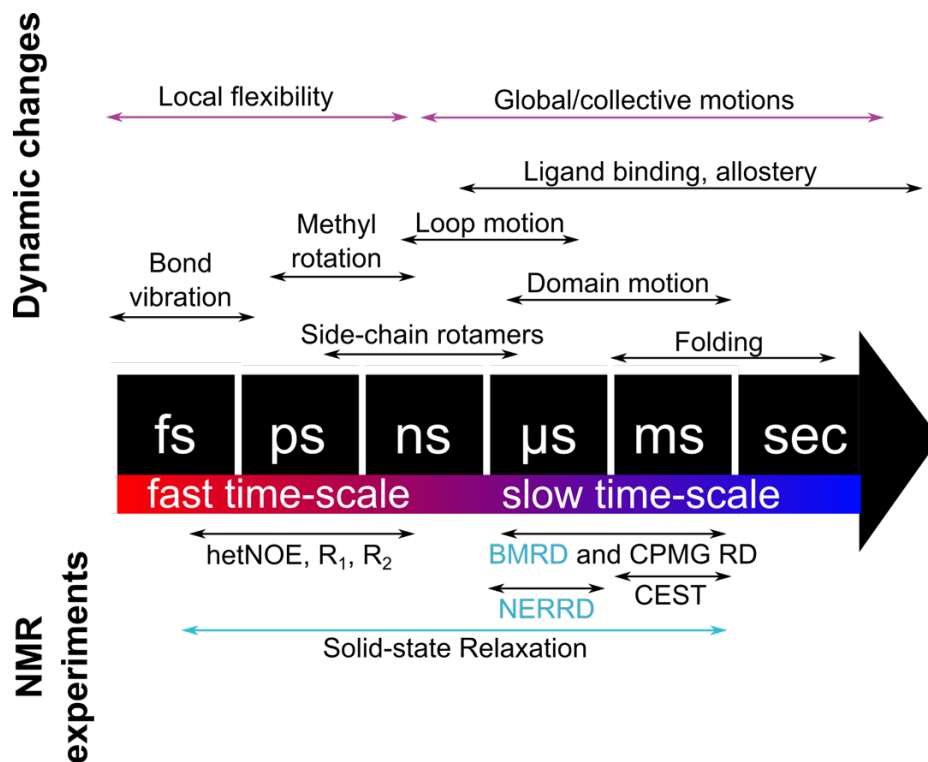 Dynamic changes
Local flexibility
Global/collective motions
Ligand binding, allostery
Methyl
rotation
Loop motion
Bond
vibration
Domain motion
Side-chain rotamers
Folding
fs ps ns µs ms sec
fast time-scale slow time-scale
NMR
experiments
hetNOE, R₁, R₂
BMRD and CPMG RD
CEST
NERRD
Solid-state Relaxation